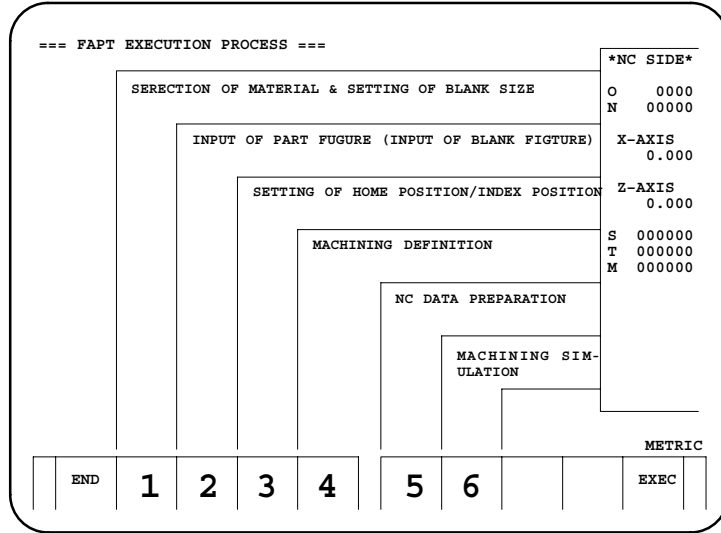 === FAPT EXECUTION PROCESS ===
*NC SIDE*
SERECTION OF MATERIAL & SETTING OF BLANK SIZE
O 0000
N 00000
INPUT OF PART FUGURE (INPUT OF BLANK FIGTURE)
X-AXIS
0.000
SETTING OF HOME POSITION/INDEX POSITION
Z-AXIS
0.000
MACHINING DEFINITION
S 000000
T 000000
M 000000
NC DATA PREPARATION
MACHINING SIM-
ULATION
METRIC
END 1 2 3 4 5 6 EXEC